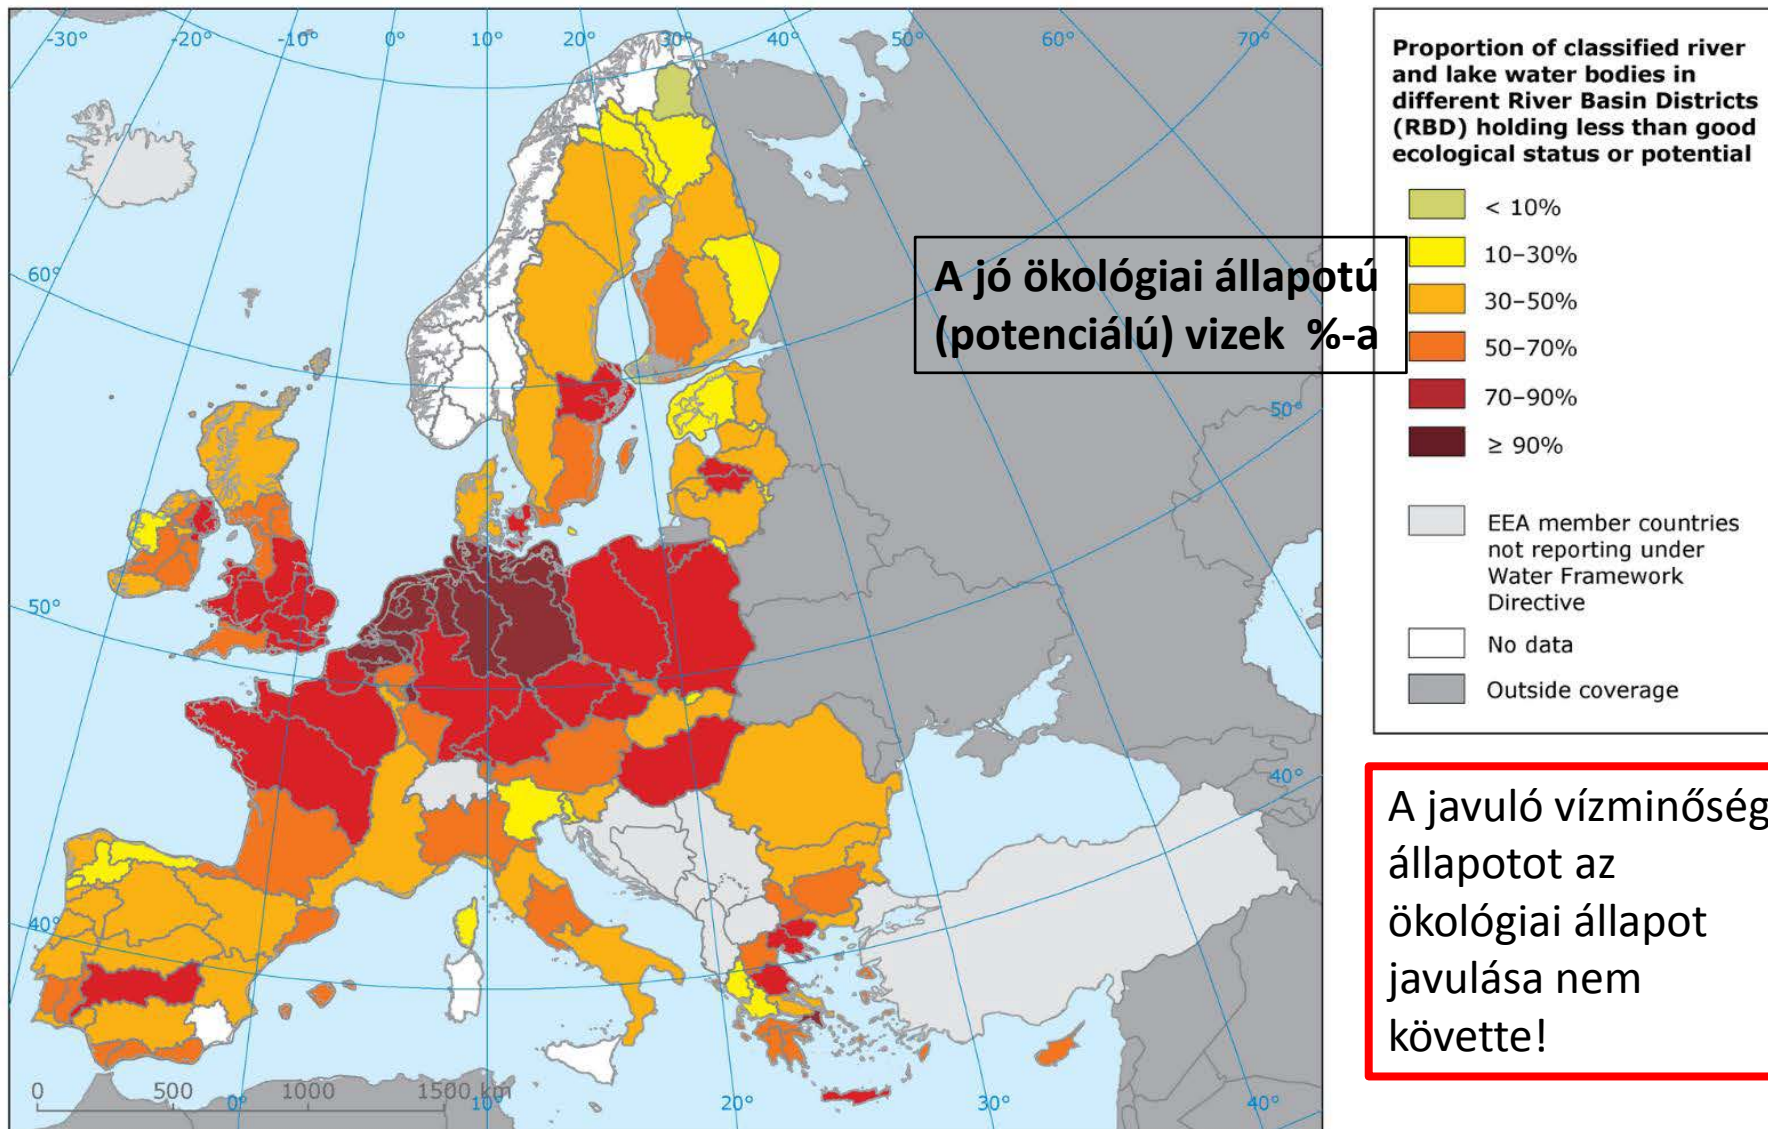 -30°
-20°
-10°
0°
10°
20°
30°
40°
50°
60°
70°
60°
50°
50°
40°
40°
A jó ökológiai állapotú
(potenciálú) vizek %-a
0 500 1000 1500 km
0°
10°
20°
30°
40°
Proportion of classified river
and lake water bodies in
different River Basin Districts
(RBD) holding less than good
ecological status or potential
< 10%
10–30%
30–50%
50–70%
70–90%
≥ 90%
EEA member countries
not reporting under
Water Framework
Directive
No data
Outside coverage
A javuló vízminőség
állapotot az
ökológiai állapot
javulása nem
követte!